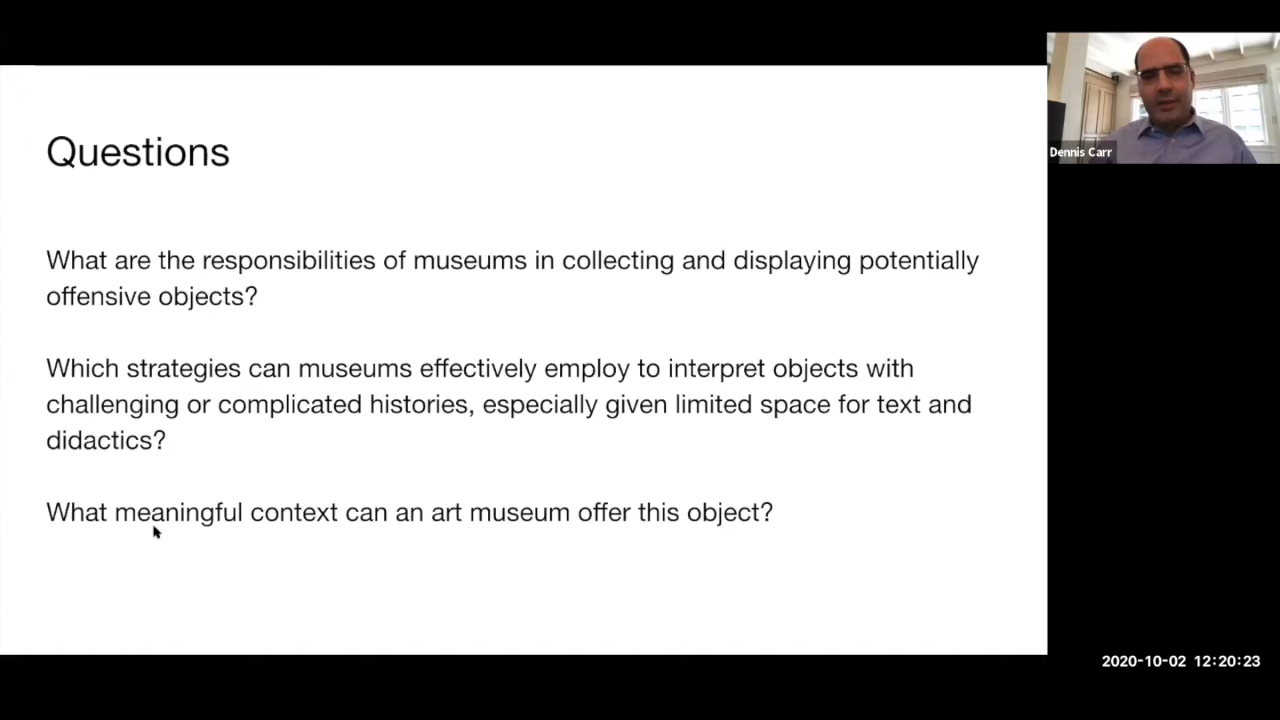 Questions
What are the responsibilities of museums in collecting and displaying potentially
offensive objects?
Which strategies can museums effectively employ to interpret objects with
challenging or complicated histories, especially given limited space for text and
didactics?
What meaningful context can an art museum offer this object?
Dennis Carr
2020-10-02 12:20:23